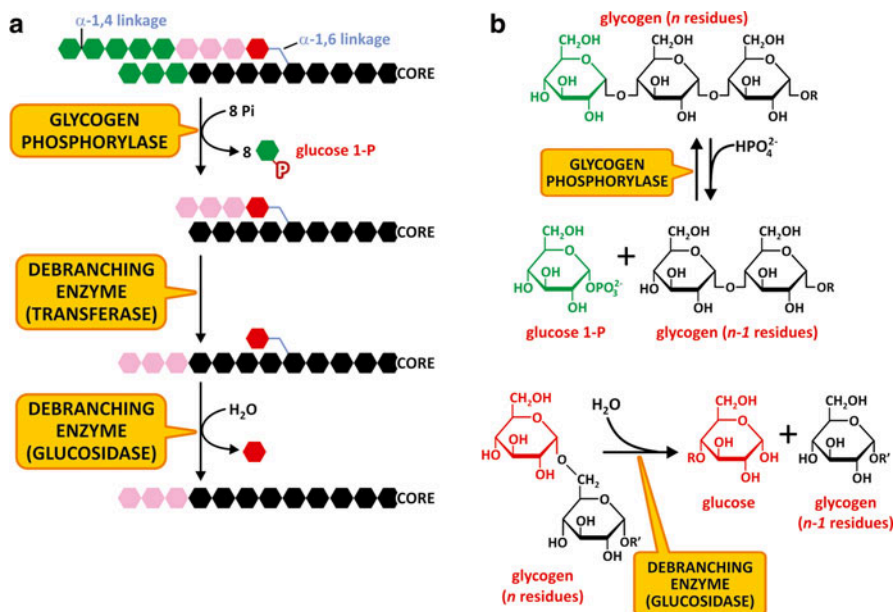 a
α-1,4 linkage
α-1,6 linkage
CORE
GLYCOGEN
PHOSPHORYLASE
8 Pi
8
P
glucose 1-P
CORE
DEBRANCHING
ENZYME
(TRANSFERASE)
CORE
DEBRANCHING
ENZYME
(GLUCOSIDASE)
H₂O
CORE
b
glycogen (n residues)
CH₂OH CH₂OH CH₂OH
O O O
OH OH OH
HO O O OR
OH OH OH
GLYCOGEN
PHOSPHORYLASE
HPO₄²⁻
CH₂OH + CH₂OH CH₂OH
O O O
OH OH OH
HO OPO₃²⁻ HO O OR
OH OH OH
glucose 1-P
glycogen (n-1 residues)
CH₂OH
O
OH
HO
OH
O
CH₂
O
OH
HO OR'
OH
glycogen
(n residues)
H₂O
DEBRANCHING
ENZYME
(GLUCOSIDASE)
CH₂OH + CH₂OH
O O
OH OH
RO OH HO OR'
OH OH
glucose
glycogen
(n-1 residues)